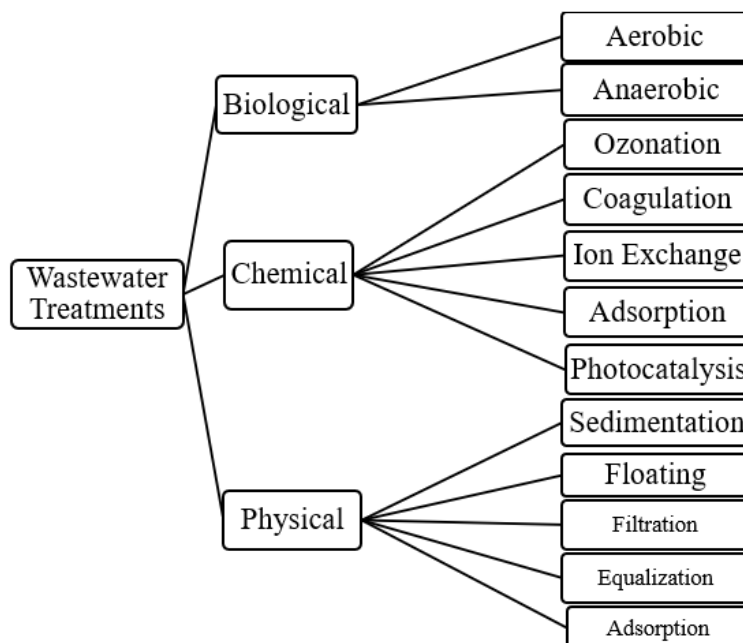 Wastewater
Treatments
Biological
Aerobic
Anaerobic
Chemical
Ozonation
Coagulation
Ion Exchange
Adsorption
Photocatalysis
Physical
Sedimentation
Floating
Filtration
Equalization
Adsorption